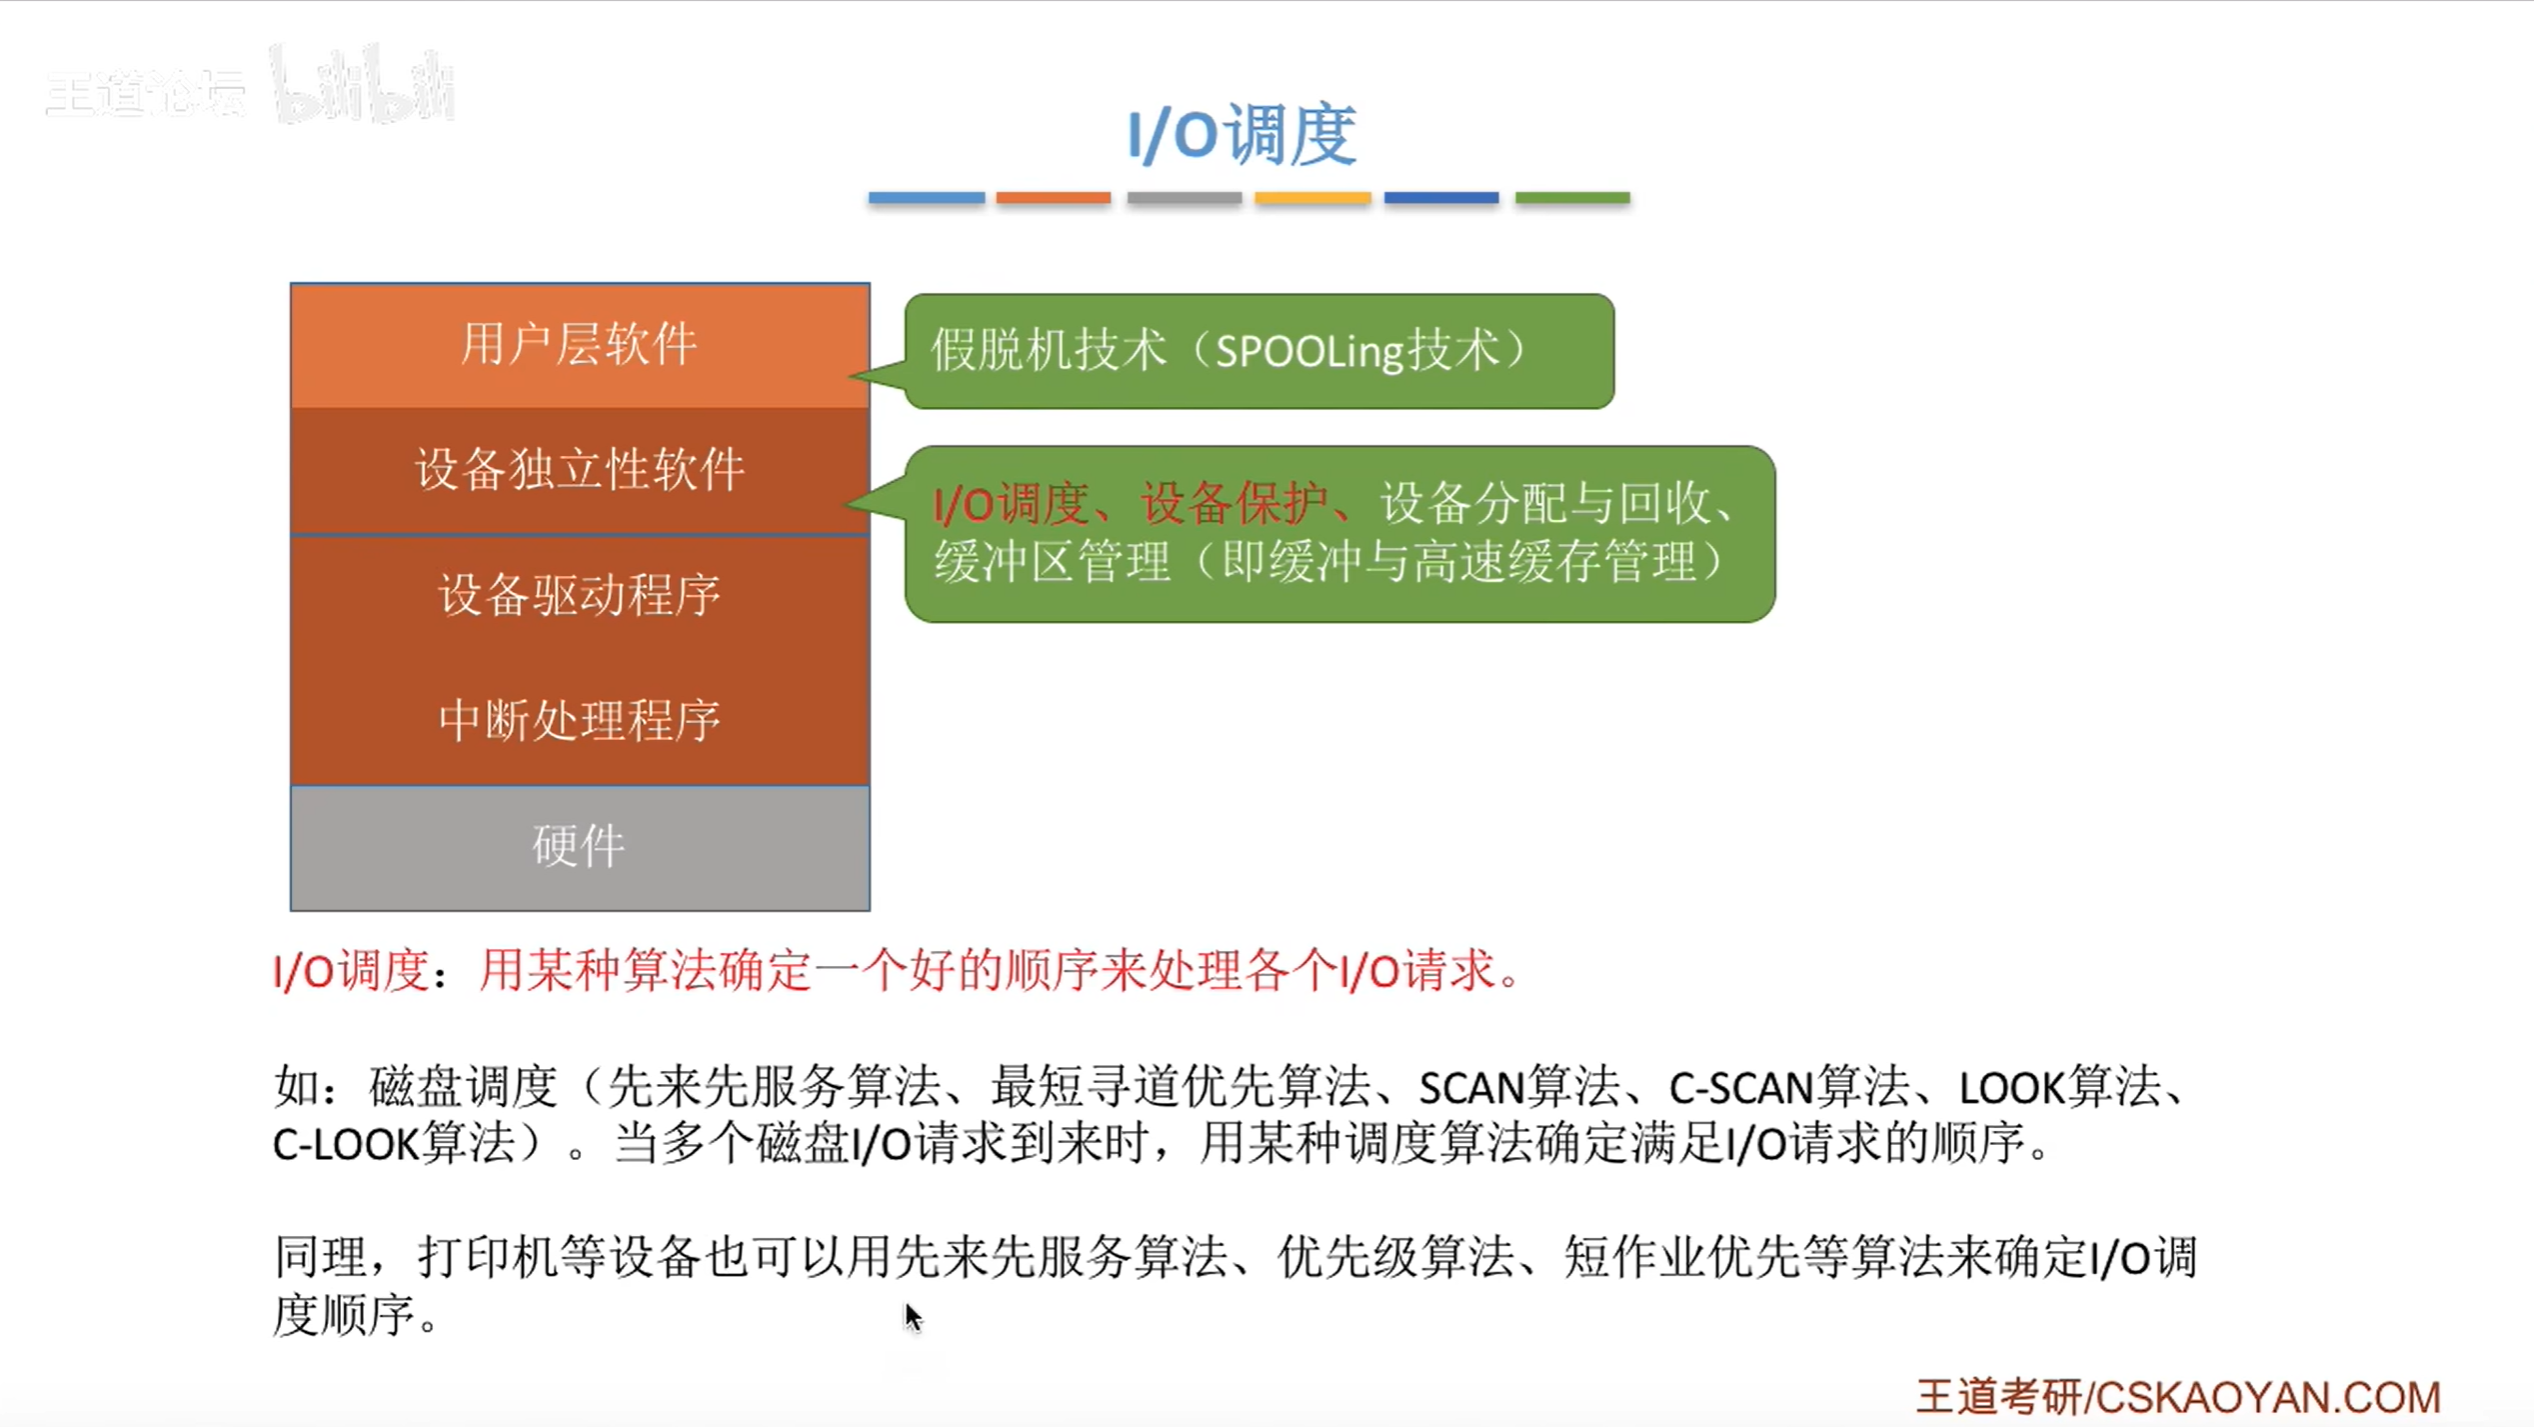 王道论坛 bilibili
I/O调度
用户层软件
假脱机技术（SPOOLing技术）
设备独立性软件
I/O调度、设备保护、设备分配与回收、
缓冲区管理（即缓冲与高速缓存管理）
设备驱动程序
中断处理程序
硬件
I/O调度：用某种算法确定一个好的顺序来处理各个I/O请求。
如：磁盘调度（先来先服务算法、最短寻道优先算法、SCAN算法、C-SCAN算法、LOOK算法、
C-LOOK算法）。当多个磁盘I/O请求到来时，用某种调度算法确定满足I/O请求的顺序。
同理，打印机等设备也可以用先来先服务算法、优先级算法、短作业优先等算法来确定I/O调
度顺序。
王道考研/CSKAOYAN.COM